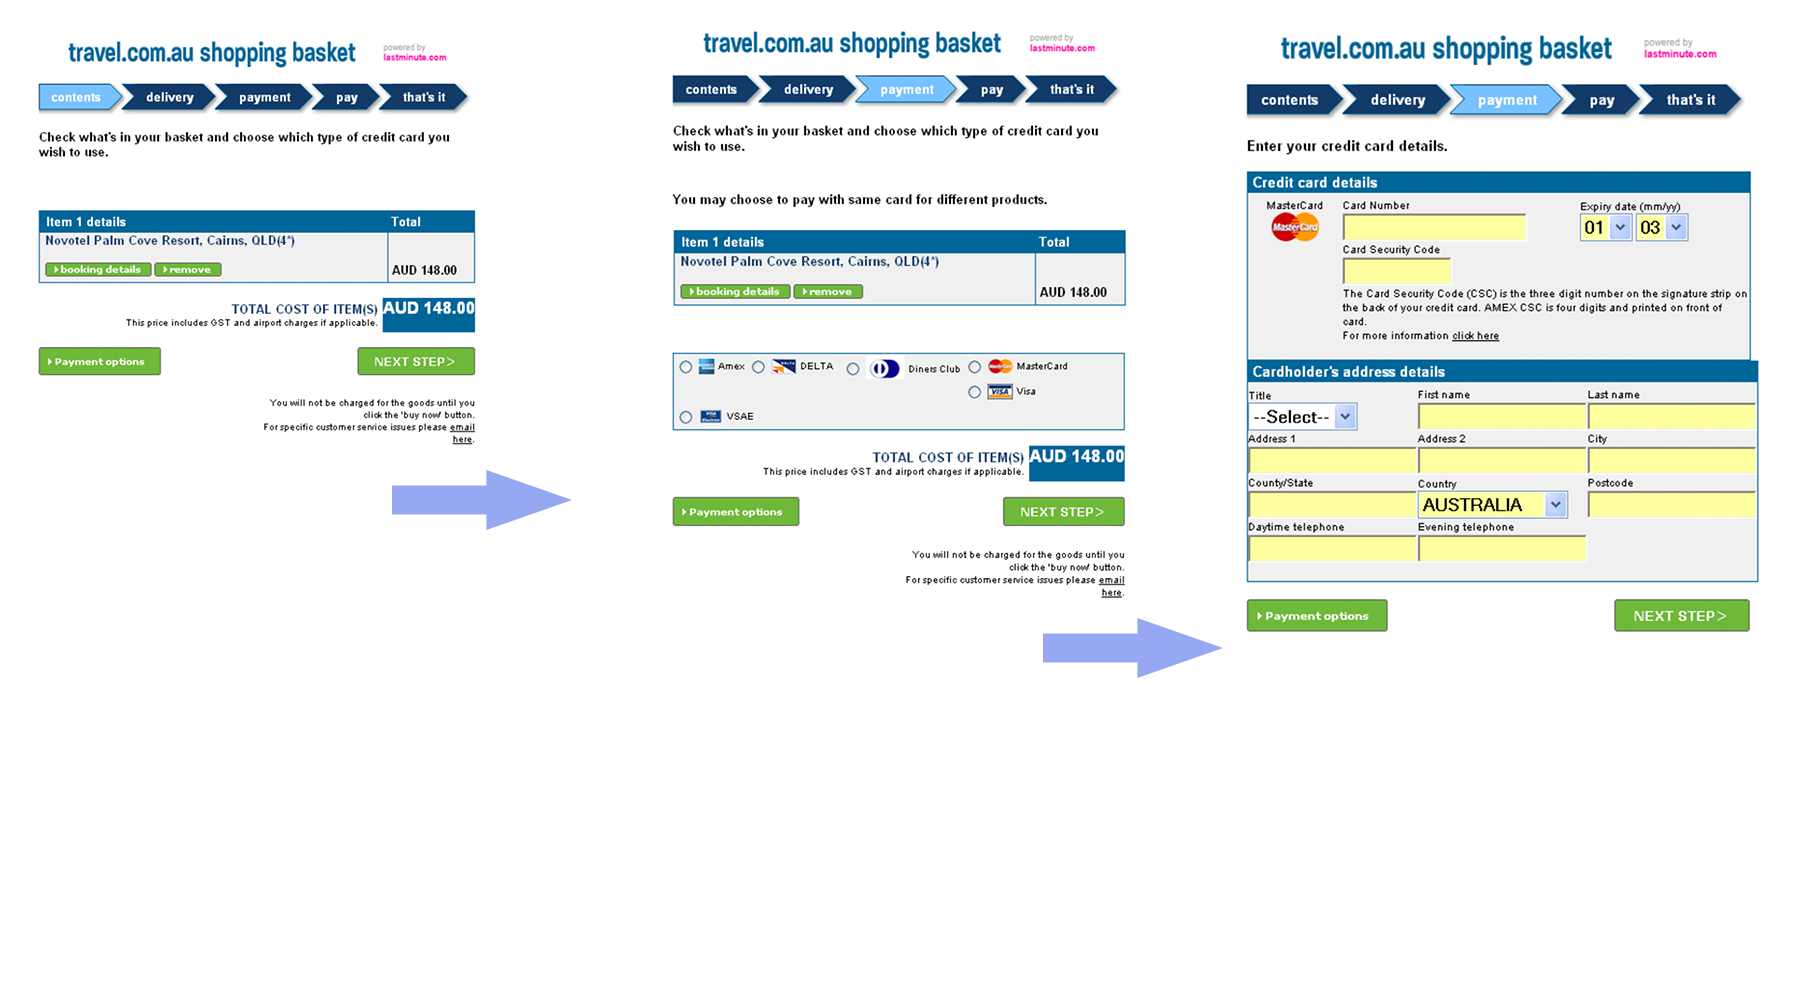 travel.com.au shopping basket
powered by
lastminute.com
contents
delivery
payment
pay
that's it
Check what's in your basket and choose which type of credit card you
wish to use.
Item 1 details
Total
Novotel Palm Cove Resort, Cairns, QLD(4*)
booking details
remove
AUD 148.00
TOTAL COST OF ITEM(S)
AUD 148.00
This price includes GST and airport charges if applicable.
Payment options
NEXT STEP>
You will not be charged for the goods until you
click the 'buy now' button.
For specific customer service issues please email
here.
travel.com.au shopping basket
powered by
lastminute.com
contents
delivery
payment
pay
that's it
Check what's in your basket and choose which type of credit card you
wish to use.
You may choose to pay with same card for different products.
Item 1 details
Total
Novotel Palm Cove Resort, Cairns, QLD(4*)
booking details
remove
AUD 148.00
Amex
DELTA
Diners Club
MasterCard
VISA
Visa
VSAE
TOTAL COST OF ITEM(S)
AUD 148.00
This price includes GST and airport charges if applicable.
Payment options
NEXT STEP>
You will not be charged for the goods until you
click the 'buy now' button.
For specific customer service issues please email
here.
travel.com.au shopping basket
powered by
lastminute.com
contents
delivery
payment
pay
that's it
Enter your credit card details.
Credit card details
MasterCard
MasterCard
Card Number
Expiry date (mm/yy)
01
03
Card Security Code
The Card Security Code (CSC) is the three digit number on the signature strip on
the back of your credit card. AMEX CSC is four digits and printed on front of
card.
For more information click here
Cardholder's address details
Title
First name
Last name
--Select--
Address 1
Address 2
City
County/State
Country
Postcode
AUSTRALIA
Daytime telephone
Evening telephone
Payment options
NEXT STEP>